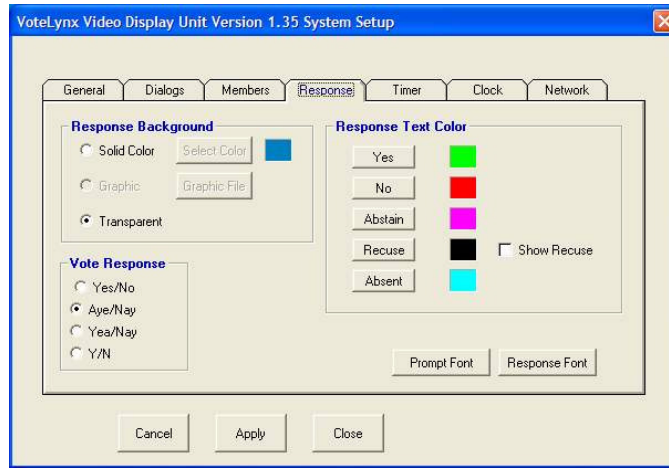 VoteLynx Video Display Unit Version 1.35 System Setup
General Dialogs Members Response Timer Clock Network
Response Background
Solid Color Select Color
Graphic Graphic File
Transparent
Vote Response
Yes/No
Aye/Nay
Yea/Nay
Y/N
Response Text Color
Yes
No
Abstain
Recuse Show Recuse
Absent
Prompt Font Response Font
Cancel Apply Close